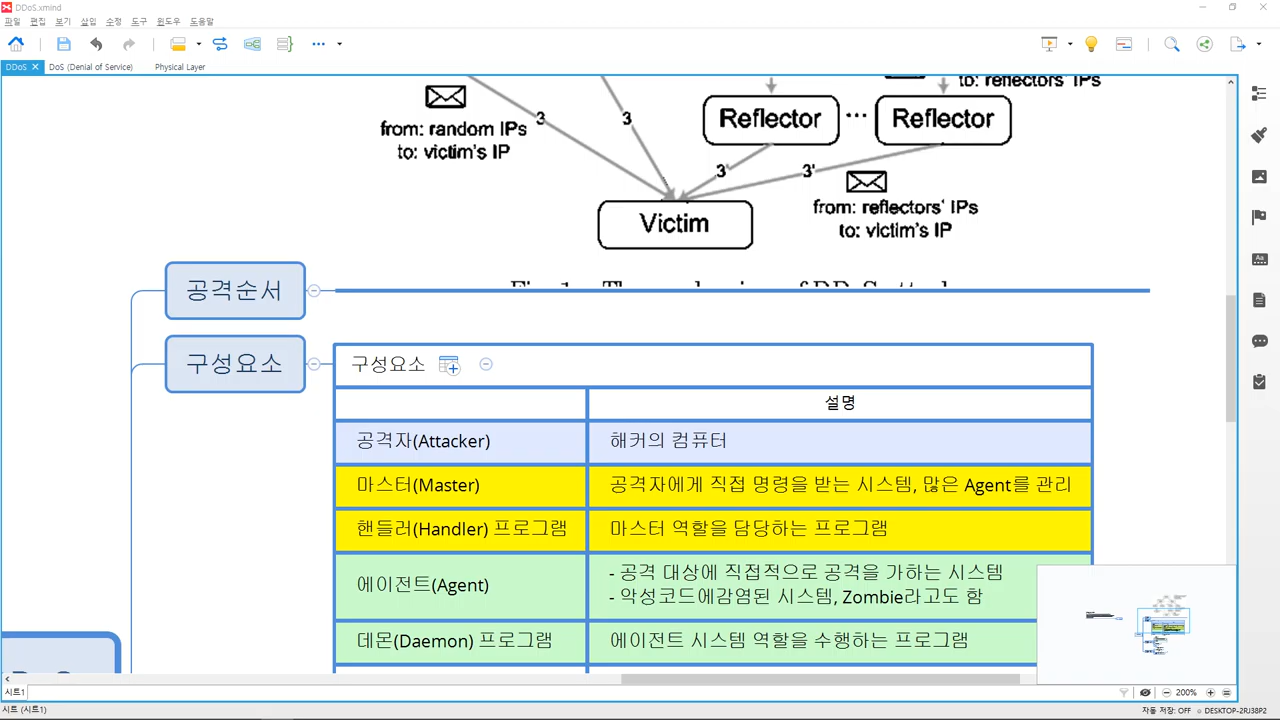 DDoS.xmind
파일 편집 보기 삽입 수정 도구 윈도우 도움말
DDoS DoS (Denial of Service) Physical Layer
to: reflectors' IPs
3 3
Reflector ··· Reflector
from: random IPs
to: victim's IP
3' 3'
from: reflectors' IPs
to: victim's IP
Victim
공격순서
구성요소
구성요소
설명
공격자(Attacker) 해커의 컴퓨터
마스터(Master) 공격자에게 직접 명령을 받는 시스템, 많은 Agent를 관리
핸들러(Handler) 프로그램 마스터 역할을 담당하는 프로그램
에이전트(Agent)
- 공격 대상에 직접적으로 공격을 가하는 시스템
- 악성코드에감염된 시스템, Zombie라고도 함
데몬(Daemon) 프로그램 에이전트 시스템 역할을 수행하는 프로그램
시트1
200%
시트 (시트1)
자동 저장: OFF DESKTOP-2RJ38P2